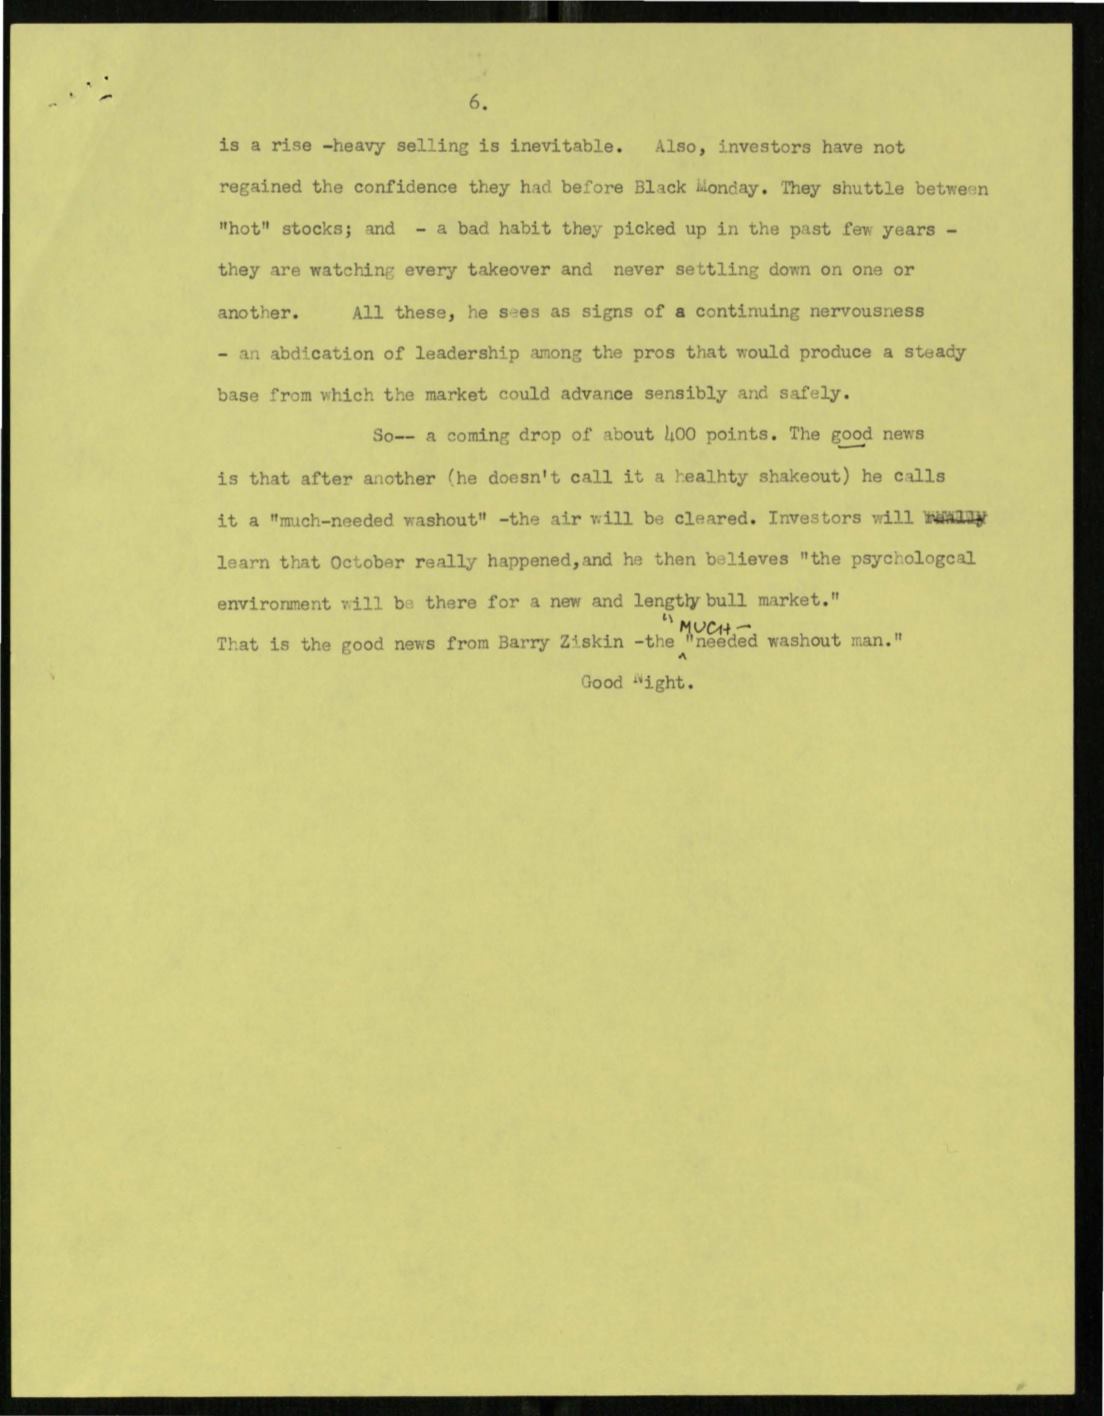 6.
is a rise -heavy selling is inevitable. Also, investors have not
regained the confidence they had before Black Monday. They shuttle between
"hot" stocks; and - a bad habit they picked up in the past few years -
they are watching every takeover and never settling down on one or
another. All these, he sees as signs of a continuing nervousness
- an abdication of leadership among the pros that would produce a steady
base from which the market could advance sensibly and safely.
So-- a coming drop of about 400 points. The good news
is that after another (he doesn't call it a healhty shakeout) he calls
it a "much-needed washout" -the air will be cleared. Investors will
learn that October really happened,and he then believes "the psychologcal
environment will be there for a new and lengthy bull market."
" MUCH-
That is the good news from Barry Ziskin -the "needed washout man."
Good Night.